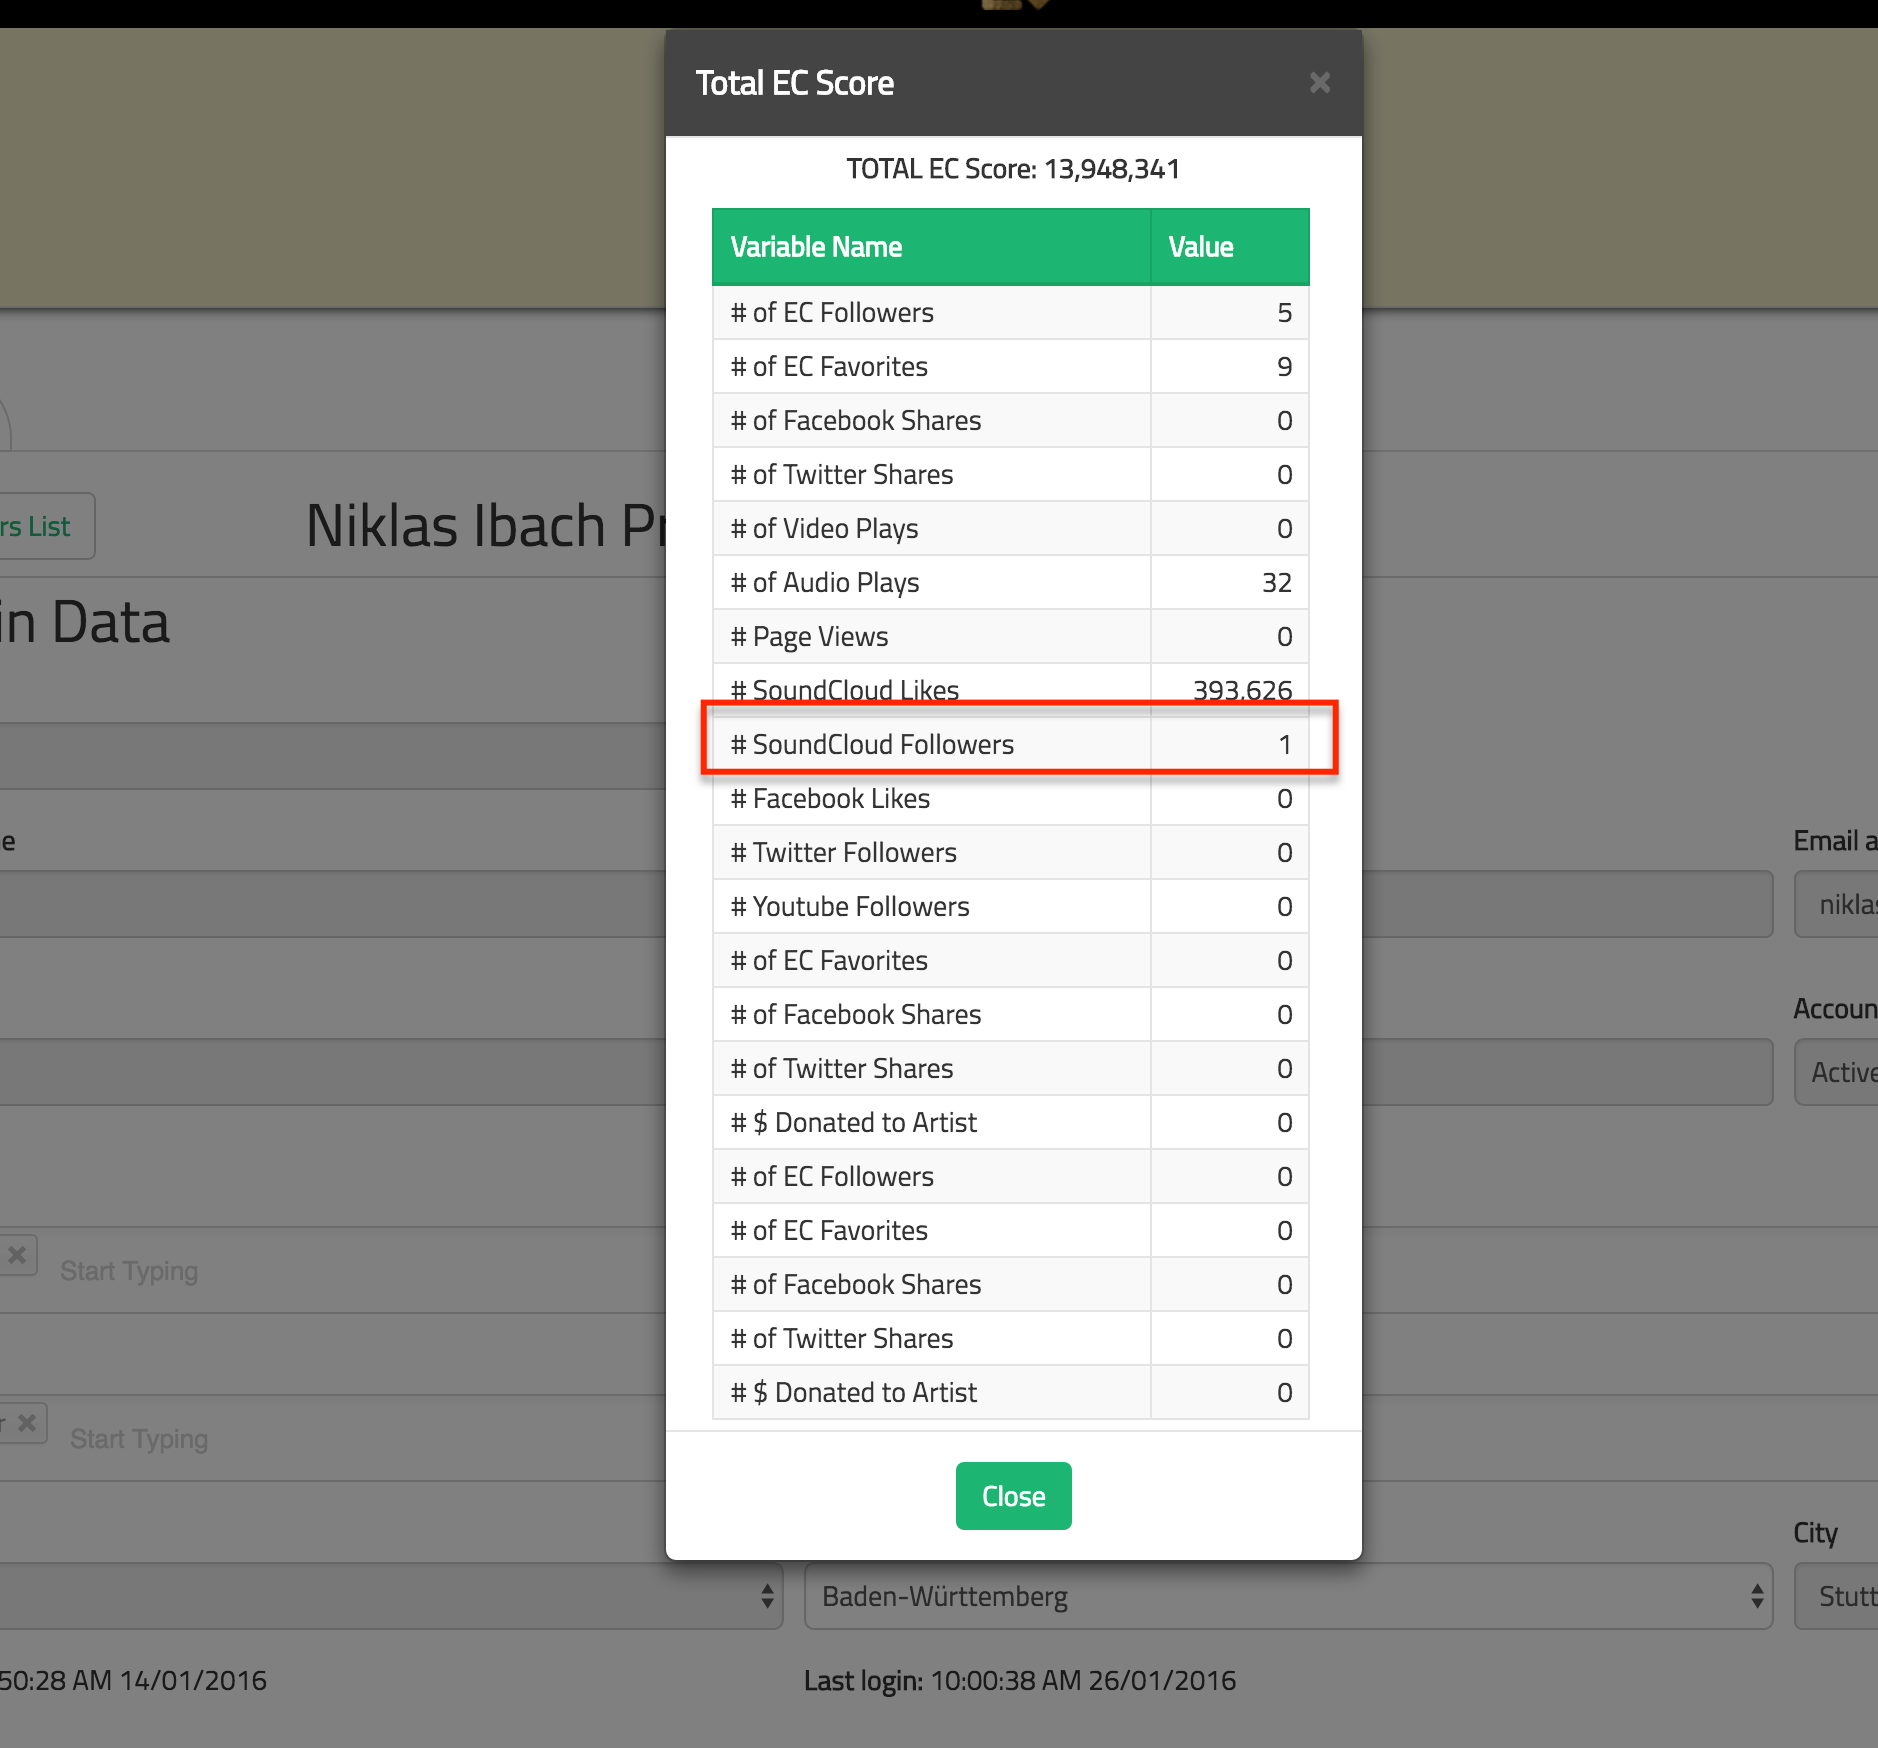 Total EC Score
×
TOTAL EC Score: 13,948,341
Variable Name Value
# of EC Followers 5
# of EC Favorites 9
# of Facebook Shares 0
# of Twitter Shares 0
# of Video Plays 0
# of Audio Plays 32
# Page Views 0
# SoundCloud Likes 393,626
# SoundCloud Followers 1
# Facebook Likes 0
# Twitter Followers 0
# Youtube Followers 0
# of EC Favorites 0
# of Facebook Shares 0
# of Twitter Shares 0
# $ Donated to Artist 0
# of EC Followers 0
# of EC Favorites 0
# of Facebook Shares 0
# of Twitter Shares 0
# $ Donated to Artist 0
Close
rs List
Niklas Ibach Pr
in Data
e
Email a
niklas
Accoun
Active
× Start Typing
r × Start Typing
City
Baden-Württemberg
Stutt
50:28 AM 14/01/2016
Last login: 10:00:38 AM 26/01/2016